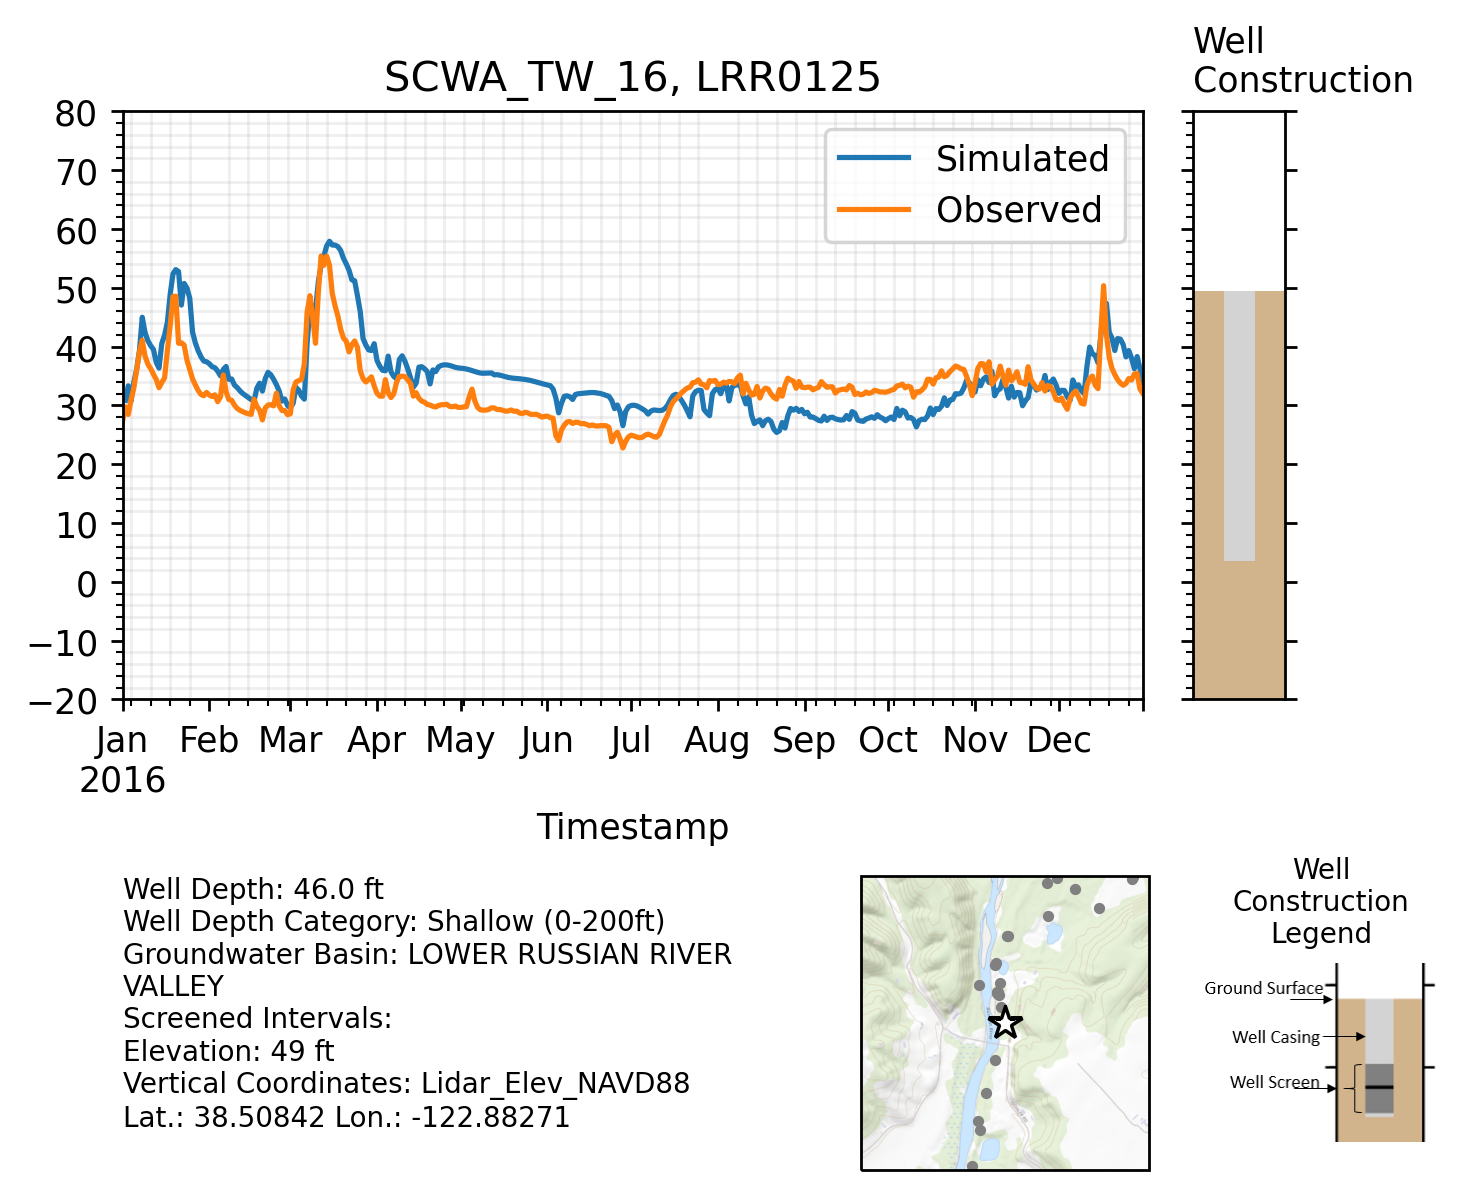 Well
Construction
SCWA_TW_16, LRR0125
80
70
60
50
40
30
20
10
0
−10
−20
Simulated
Observed
Jan Feb Mar Apr May Jun Jul Aug Sep Oct Nov Dec
2016
Timestamp
Well Depth: 46.0 ft
Well Depth Category: Shallow (0-200ft)
Groundwater Basin: LOWER RUSSIAN RIVER
VALLEY
Screened Intervals:
Elevation: 49 ft
Vertical Coordinates: Lidar_Elev_NAVD88
Lat.: 38.50842 Lon.: -122.88271
Well
Construction
Legend
Ground Surface
Well Casing
Well Screen